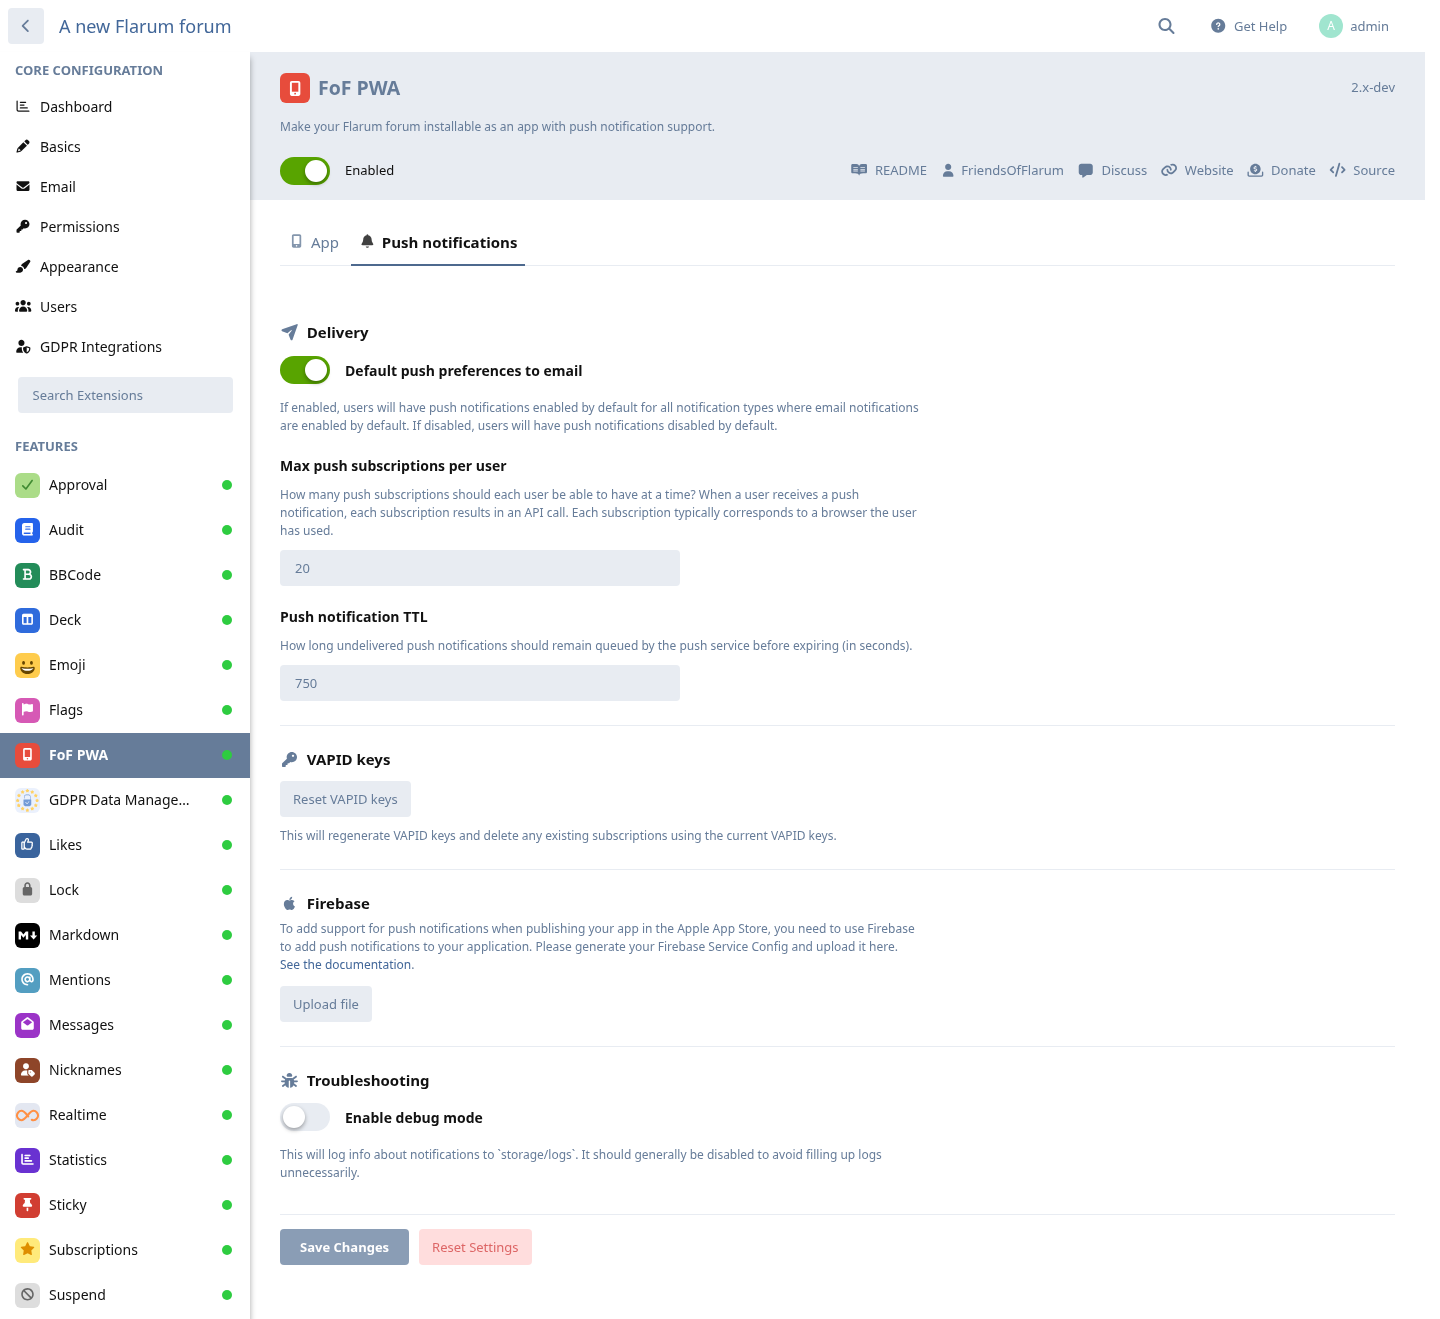 A new Flarum forum
Get Help
A
admin
CORE CONFIGURATION
Dashboard
Basics
Email
Permissions
Appearance
Users
GDPR Integrations
Search Extensions
FEATURES
Approval
Audit
BBCode
Deck
Emoji
Flags
FoF PWA
GDPR Data Manage...
Likes
Lock
Markdown
Mentions
Messages
Nicknames
Realtime
Statistics
Sticky
Subscriptions
Suspend
FoF PWA
2.x-dev
Make your Flarum forum installable as an app with push notification support.
Enabled
README
FriendsOfFlarum
Discuss
Website
Donate
Source
App
Push notifications
Delivery
Default push preferences to email
If enabled, users will have push notifications enabled by default for all notification types where email notifications
are enabled by default. If disabled, users will have push notifications disabled by default.
Max push subscriptions per user
How many push subscriptions should each user be able to have at a time? When a user receives a push
notification, each subscription results in an API call. Each subscription typically corresponds to a browser the user
has used.
20
Push notification TTL
How long undelivered push notifications should remain queued by the push service before expiring (in seconds).
750
VAPID keys
Reset VAPID keys
This will regenerate VAPID keys and delete any existing subscriptions using the current VAPID keys.
Firebase
To add support for push notifications when publishing your app in the Apple App Store, you need to use Firebase
to add push notifications to your application. Please generate your Firebase Service Config and upload it here.
See the documentation.
Upload file
Troubleshooting
Enable debug mode
This will log info about notifications to `storage/logs`. It should generally be disabled to avoid filling up logs
unnecessarily.
Save Changes
Reset Settings